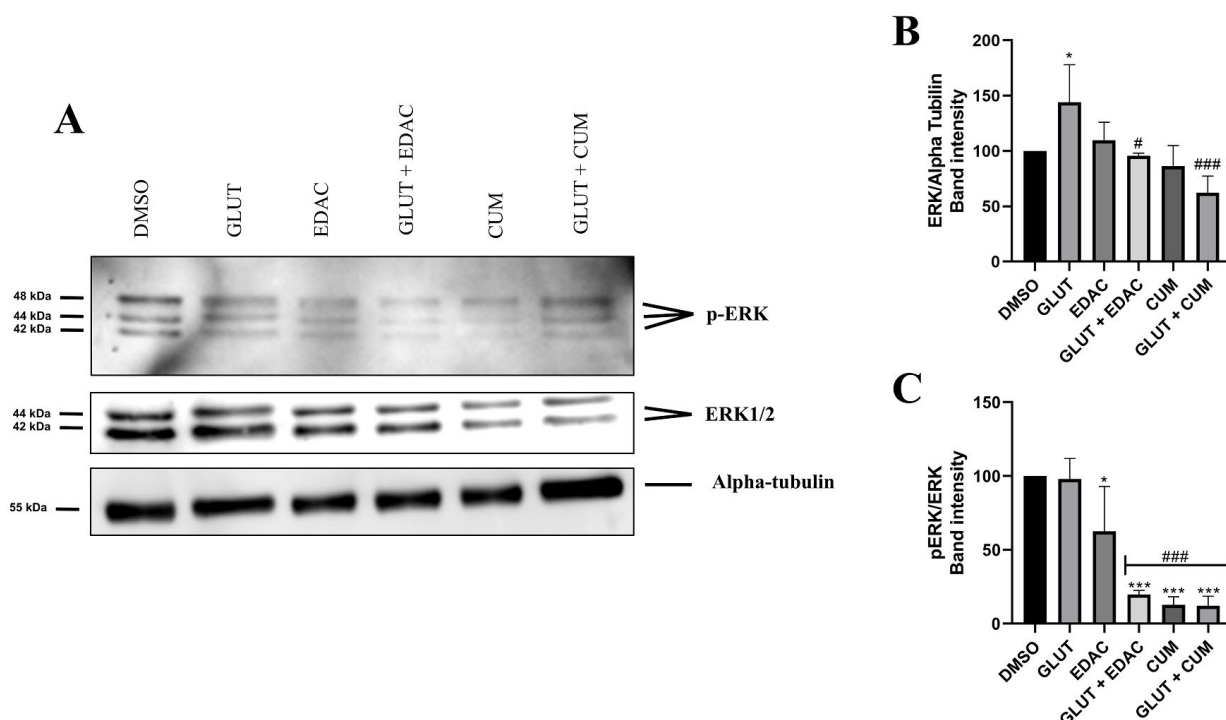 A
DMSO
GLUT
EDAC
GLUT + EDAC
CUM
GLUT + CUM
48 kDa
44 kDa
42 kDa
p-ERK
44 kDa
42 kDa
ERK1/2
55 kDa
Alpha-tubulin
B
ERK/Alpha Tubilin
Band intensity
200
150
100
50
0
*
#
###
DMSO
GLUT
EDAC
GLUT + EDAC
CUM
GLUT + CUM
C
pERK/ERK
Band intensity
150
100
50
0
*
###
*** *** ***
DMSO
GLUT
EDAC
GLUT + EDAC
CUM
GLUT + CUM